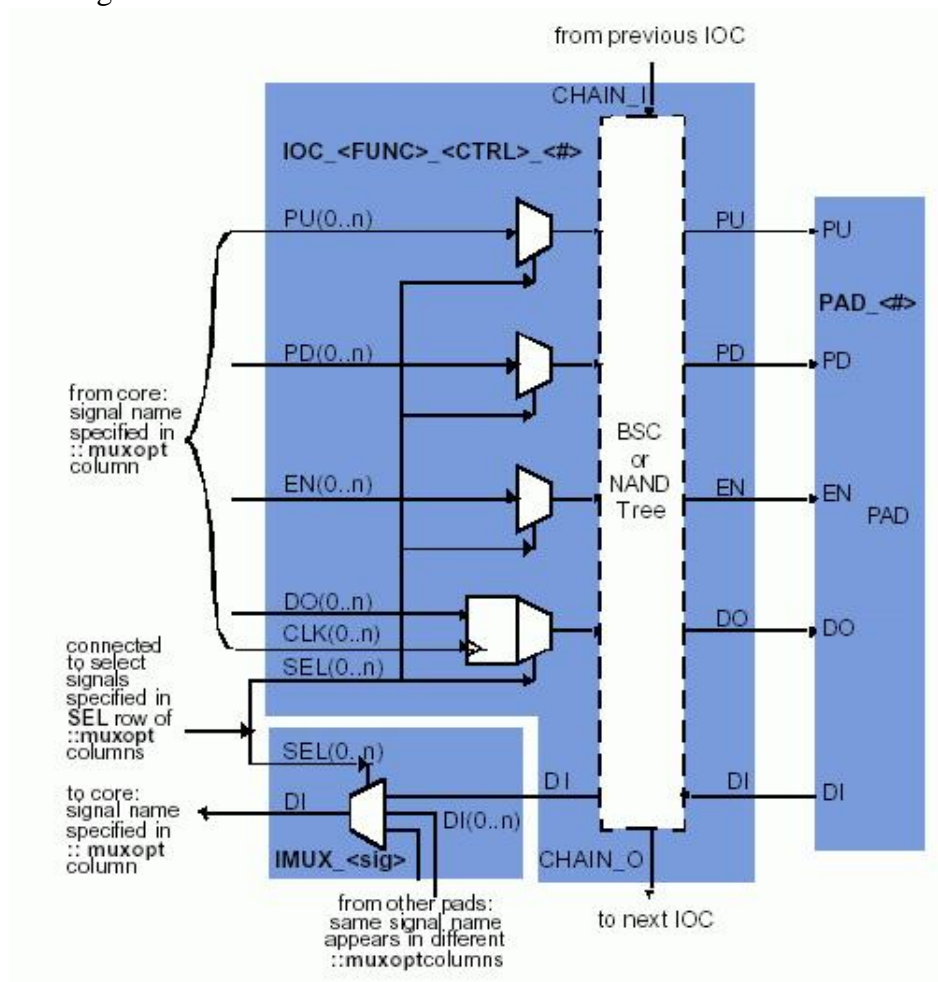 from previous IOC
CHAIN_I
IOC_<FUNC>_<CTRL>_<#>
PU(0..n)
PU
PU
PAD_<#>
PD(0..n)
PD
PD
from core:
signal name
specified in
::muxopt
column
BSC
or
NAND
Tree
EN(0..n)
EN
EN
PAD
DO(0..n)
DO
DO
CLK(0..n)
SEL(0..n)
connected
to select
signals
specified in
SEL row of
::muxopt
columns
SEL(0..n)
DI
DI
DI
to core:
signal name
specified in
:: muxopt
column
DI
DI(0..n)
IMUX_<sig>
CHAIN_O
from other pads:
same signal name
appears in different
::muxoptcolumns
to next IOC